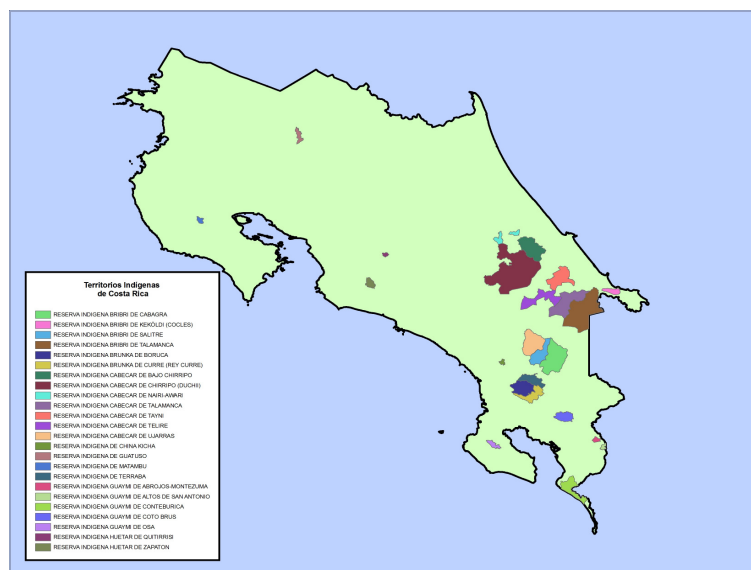 Territorios Indígenas
de Costa Rica
RESERVA INDIGENA BRIBRI DE CABAGRA
RESERVA INDIGENA BRIBRI DE KEKÖLDI (COCLES)
RESERVA INDIGENA BRIBRI DE SALITRE
RESERVA INDIGENA BRIBRI DE TALAMANCA
RESERVA INDIGENA BRUNKA DE BORUCA
RESERVA INDIGENA BRUNKA DE CURRE (REY CURRE)
RESERVA INDIGENA CABECAR DE BAJO CHIRRIPO
RESERVA INDIGENA CABECAR DE CHIRRIPO (DUCHII)
RESERVA INDIGENA CABECAR DE NAIRI-AWARI
RESERVA INDIGENA CABECAR DE TALAMANCA
RESERVA INDIGENA CABECAR DE TAYNI
RESERVA INDIGENA CABECAR DE TELIRE
RESERVA INDIGENA CABECAR DE UJARRAS
RESERVA INDIGENA DE CHINA KICHA
RESERVA INDIGENA DE GUATUSO
RESERVA INDIGENA DE MATAMBU
RESERVA INDIGENA DE TERRABA
RESERVA INDIGENA GUAYMI DE ABROJOS-MONTEZUMA
RESERVA INDIGENA GUAYMI DE ALTOS DE SAN ANTONIO
RESERVA INDIGENA GUAYMI DE CONTEBURICA
RESERVA INDIGENA GUAYMI DE COTO BRUS
RESERVA INDIGENA GUAYMI DE OSA
RESERVA INDIGENA HUETAR DE QUITIRRISI
RESERVA INDIGENA HUETAR DE ZAPATON